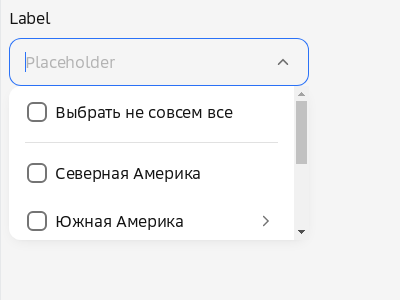 Label
Placeholder
Выбрать не совсем все
Северная Америка
Южная Америка